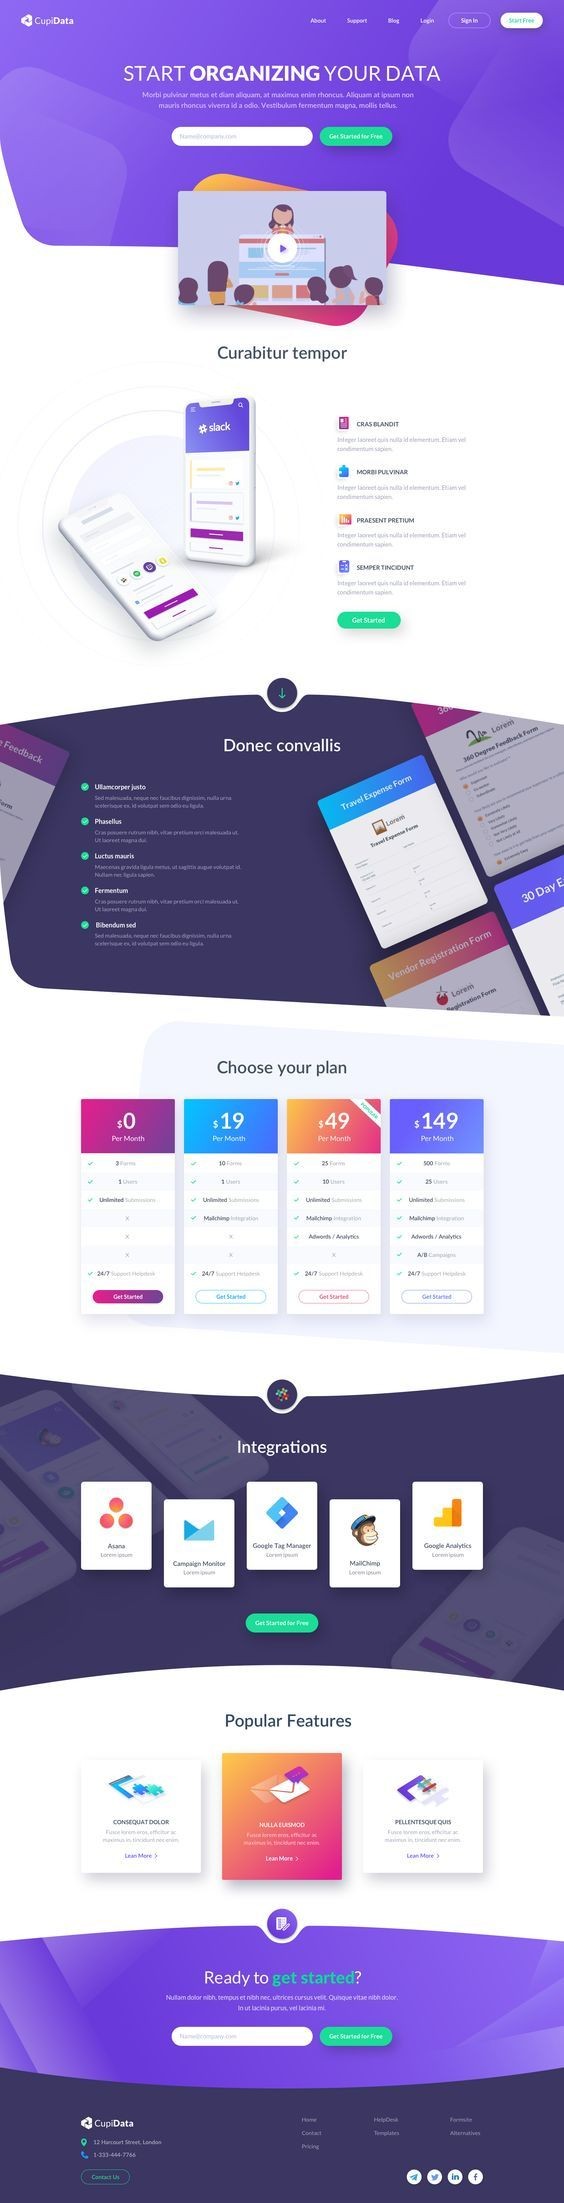 CupiData
About Support Blog Login Sign In Start Free
START ORGANIZING YOUR DATA
Morbi pulvinar metus et diam aliquam, at maximus enim rhoncus. Aliquam at ipsum non
mauris rhoncus viverra id a odio. Vestibulum fermentum magna, mollis tellus.
Name@company.com Get Started for Free
Curabitur tempor
slack
CRAS BLANDIT
Integer laoreet quis nulla id elementum. Etiam vel
condimentum sapien.
MORBI PULVINAR
Integer laoreet quis nulla id elementum. Etiam vel
condimentum sapien.
PRAESENT PRETIUM
Integer laoreet quis nulla id elementum. Etiam vel
condimentum sapien.
SEMPER TINCIDUNT
Integer laoreet quis nulla id elementum. Etiam vel
condimentum sapien.
Get Started
Donec convallis
Feedback
Form
Ullamcorper justo
Sed malesuada, neque nec faucibus dignissim, nulla urna
scelerisque ex, id volutpat sem odio eu ligula.
Phasellus
Cras posuere rutrum nibh, vitae pretium orci malesuada ut.
Ut laoreet magna dui.
Luctus mauris
Maecenas gravida ligula metus, ut sagittis augue volutpat id.
Nullam nec ligula sapien.
Fermentum
Cras posuere rutrum nibh, vitae pretium orci malesuada ut.
Ut laoreet magna dui.
Bibendum sed
Sed malesuada, neque nec faucibus dignissim, nulla urna
scelerisque ex, id volutpat sem odio eu ligula.
Lorem
360 Degree Feedback Form
Travel Expense Form
Lorem
Travel Expense Form
30 Day E
Vendor Registration Form
Lorem
Registration Form
Choose your plan
$0 $19 $49 $149
POPULAR
Per Month Per Month Per Month Per Month
3 Forms 10 Forms 25 Forms 500 Forms
1 Users 1 Users 10 Users 25 Users
Unlimited Submissions Unlimited Submissions Unlimited Submissions Unlimited Submissions
X Mailchimp Integration Mailchimp Integration Mailchimp Integration
X X Adwords / Analytics Adwords / Analytics
X X X A/B Campaigns
24/7 Support Helpdesk 24/7 Support Helpdesk 24/7 Support Helpdesk 24/7 Support Helpdesk
Get Started Get Started Get Started Get Started
Integrations
Asana
Lorem ipsum
Campaign Monitor
Lorem ipsum
Google Tag Manager
Lorem ipsum
MailChimp
Lorem ipsum
Google Analytics
Lorem ipsum
Get Started for Free
Popular Features
CONSEQUAT DOLOR
Fusce lorem eros, efficitur ac
maximus in, tincidunt nec enim.
Lean More >
NULLA EUISMOD
Fusce lorem eros, efficitur ac
maximus in, tincidunt nec enim.
Lean More >
PELLENTESQUE QUIS
Fusce lorem eros, efficitur ac
maximus in, tincidunt nec enim.
Lean More >
Ready to get started?
Nullam dolor nibh, tempus et nibh nec, ultrices cursus velit. Quisque vitae nibh dolor.
In ut lacinia purus, vel lacinia mi.
Name@company.com Get Started for Free
CupiData
12 Harcourt Street, London
1-333-444-7766
Contact Us
Home
Contact
Pricing
HelpDesk
Templates
Formsite
Alternatives